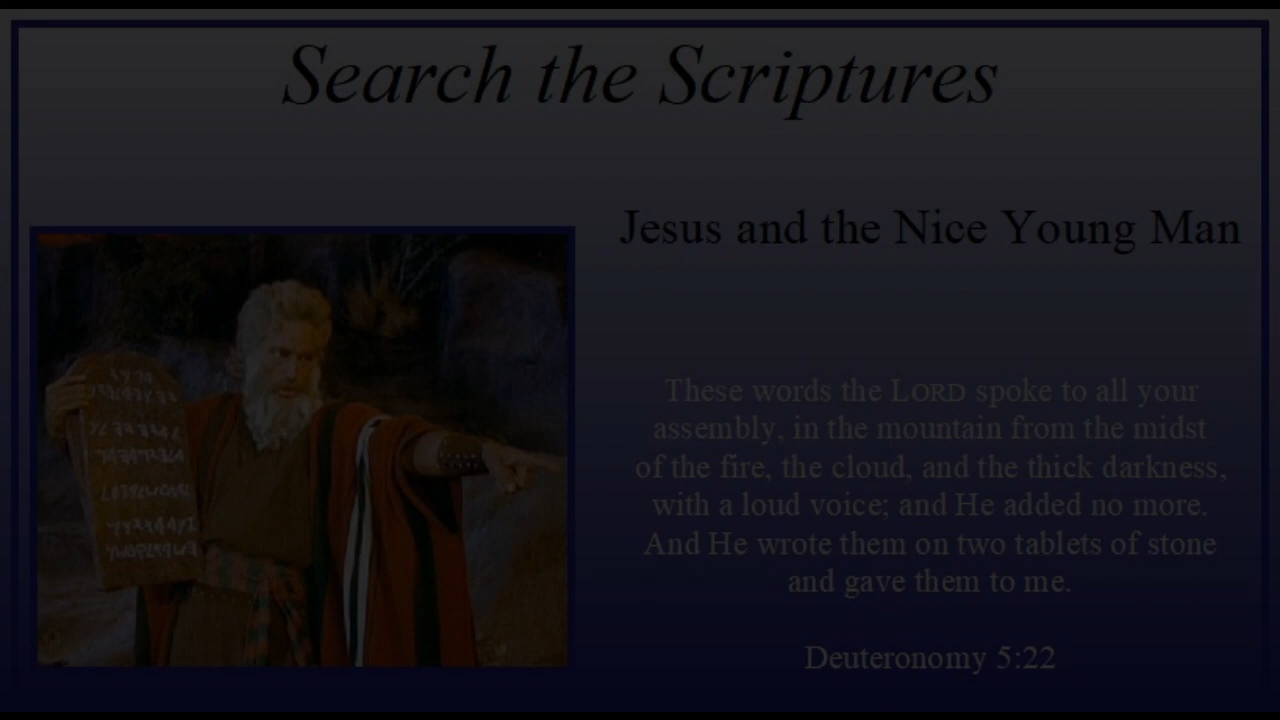 Search the Scriptures
Jesus and the Nice Young Man
These words the LORD spoke to all your
assembly, in the mountain from the midst
of the fire, the cloud, and the thick darkness,
with a loud voice; and He added no more.
And He wrote them on two tablets of stone
and gave them to me.
Deuteronomy 5:22